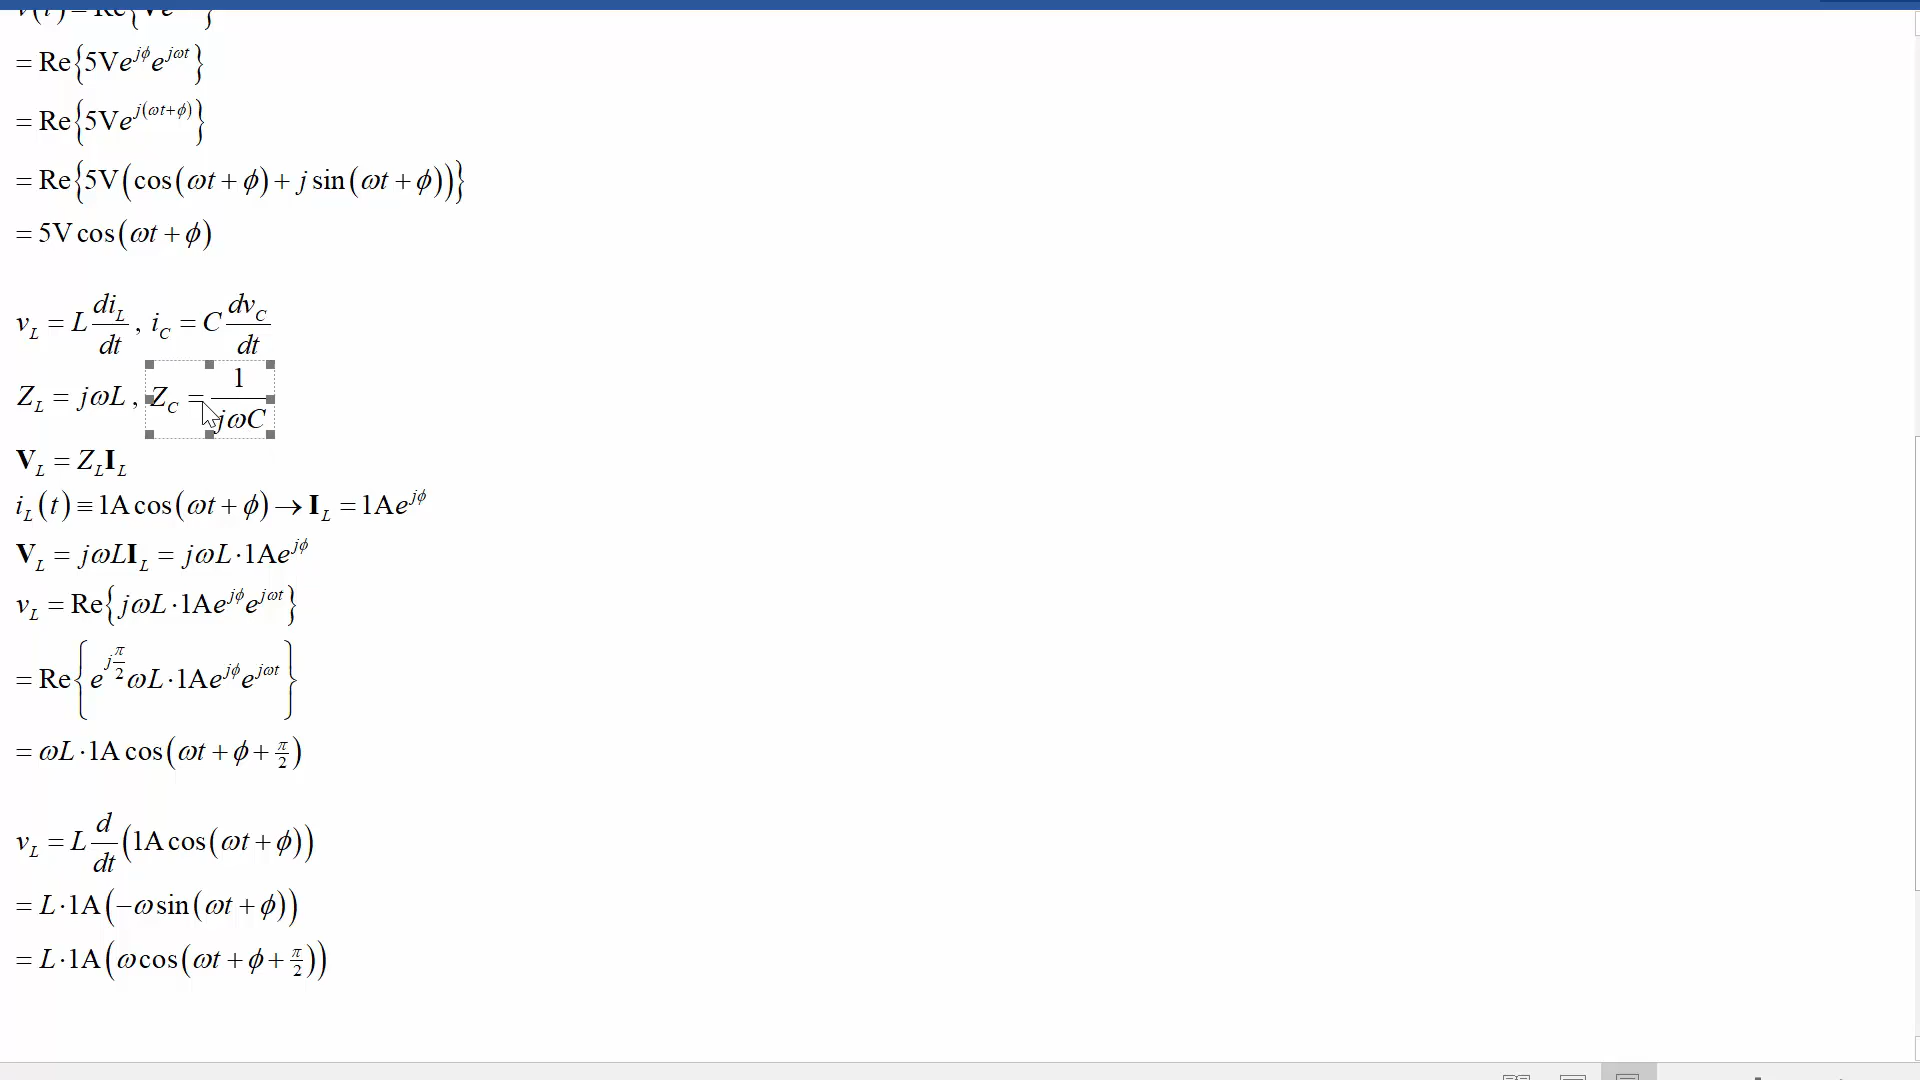 v(t) = Re{Ve
= Re{5Ve^{jϕ}e^{jωt}}
= Re{5Ve^{j(ωt+ϕ)}}
= Re{5V(cos(ωt + ϕ) + j sin(ωt + ϕ))}
= 5V cos(ωt + ϕ)
v_L = L di_L/dt , i_C = C dv_C/dt
Z_L = jωL , Z_C = 1/jωC
V_L = Z_L I_L
i_L(t) ≡ 1A cos(ωt + ϕ) → I_L = 1Ae^{jϕ}
V_L = jωLI_L = jωL·1Ae^{jϕ}
v_L = Re{jωL·1Ae^{jϕ}e^{jωt}}
= Re{e^{j π/2}ωL·1Ae^{jϕ}e^{jωt}}
= ωL·1A cos(ωt + ϕ + π/2)
v_L = L d/dt (1A cos(ωt + ϕ))
= L·1A(−ω sin(ωt + ϕ))
= L·1A(ω cos(ωt + ϕ + π/2))